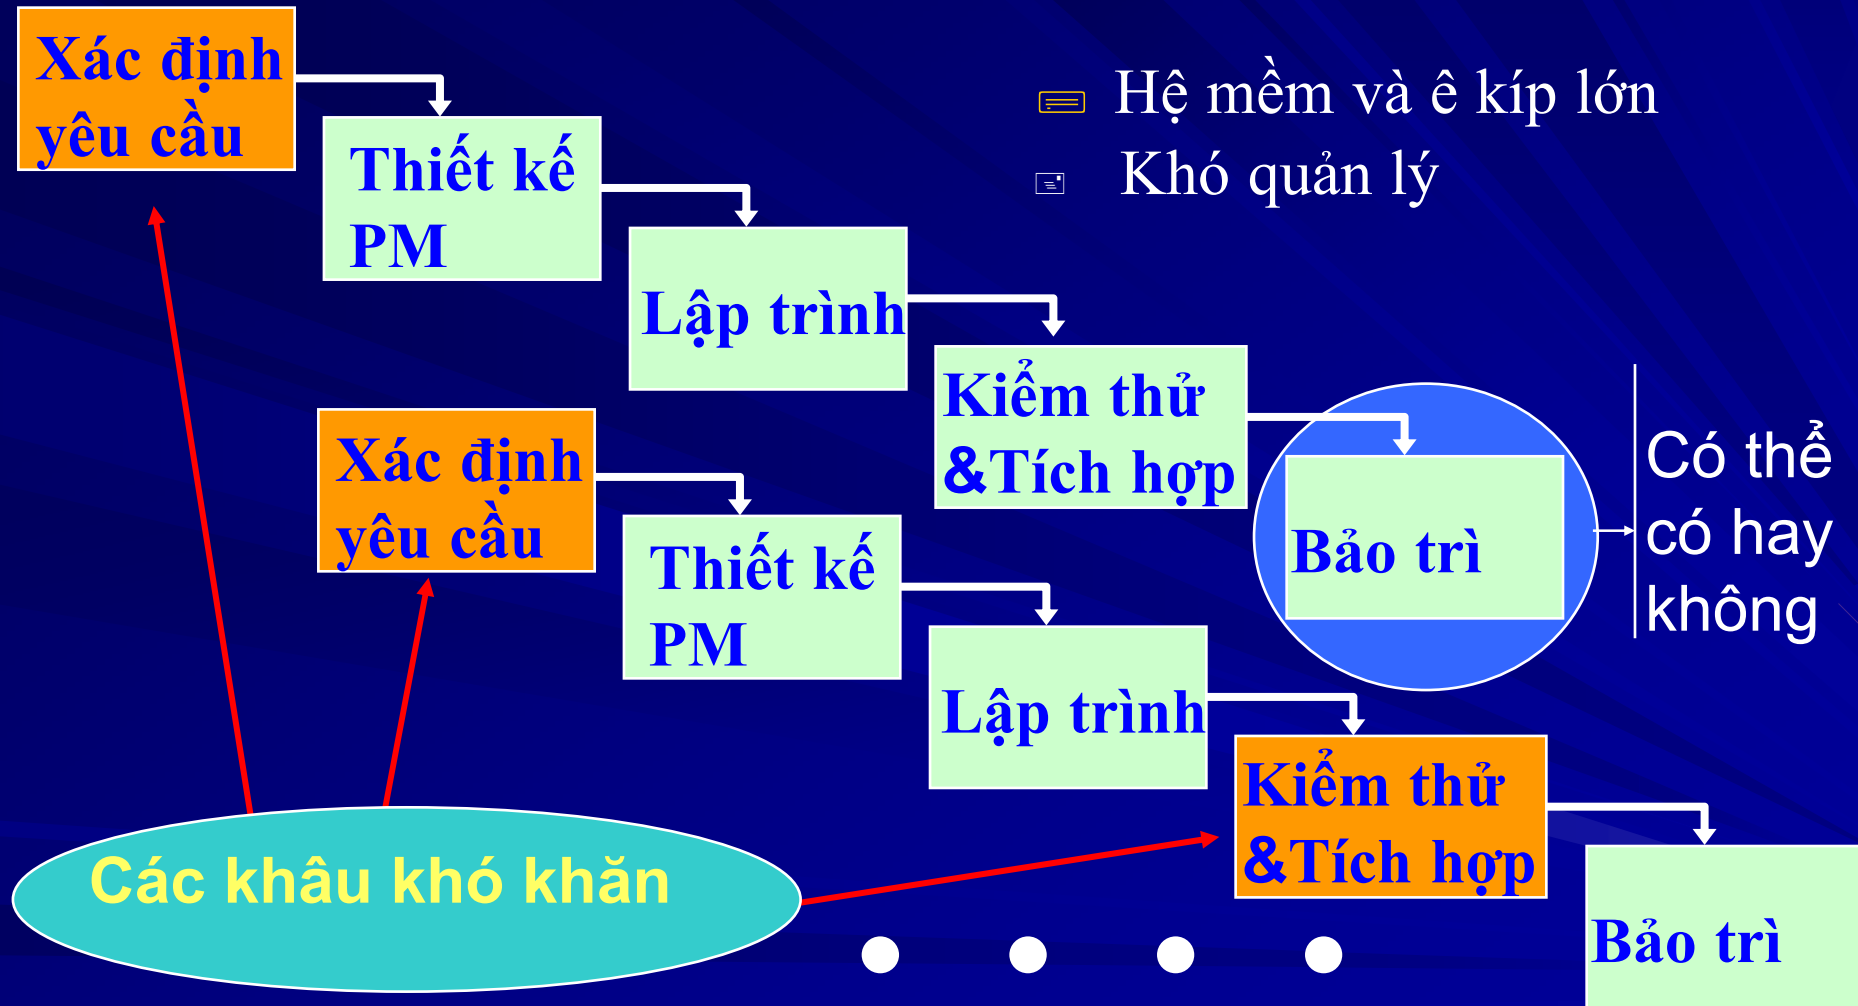 Xác định
yêu cầu
Thiết kế
PM
Lập trình
Kiểm thử
&Tích hợp
Bảo trì
Hệ mềm và ê kíp lớn
Khó quản lý
Có thể
có hay
không
Xác định
yêu cầu
Thiết kế
PM
Lập trình
Kiểm thử
&Tích hợp
Bảo trì
Các khâu khó khăn